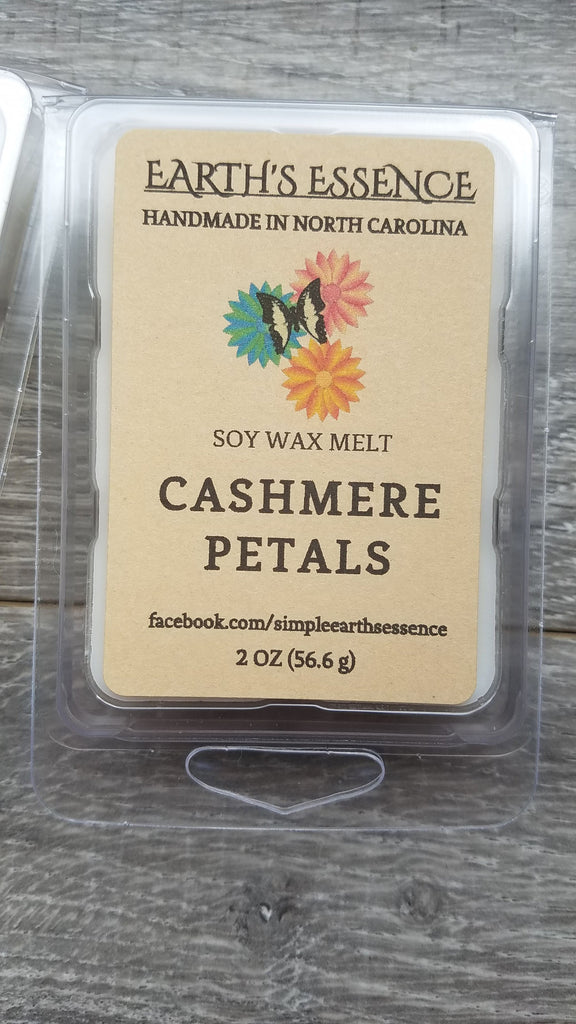 EARTH'S ESSENCE
HANDMADE IN NORTH CAROLINA
SOY WAX MELT
CASHMERE
PETALS
facebook.com/simpleearthsessence
2 OZ (56.6 g)